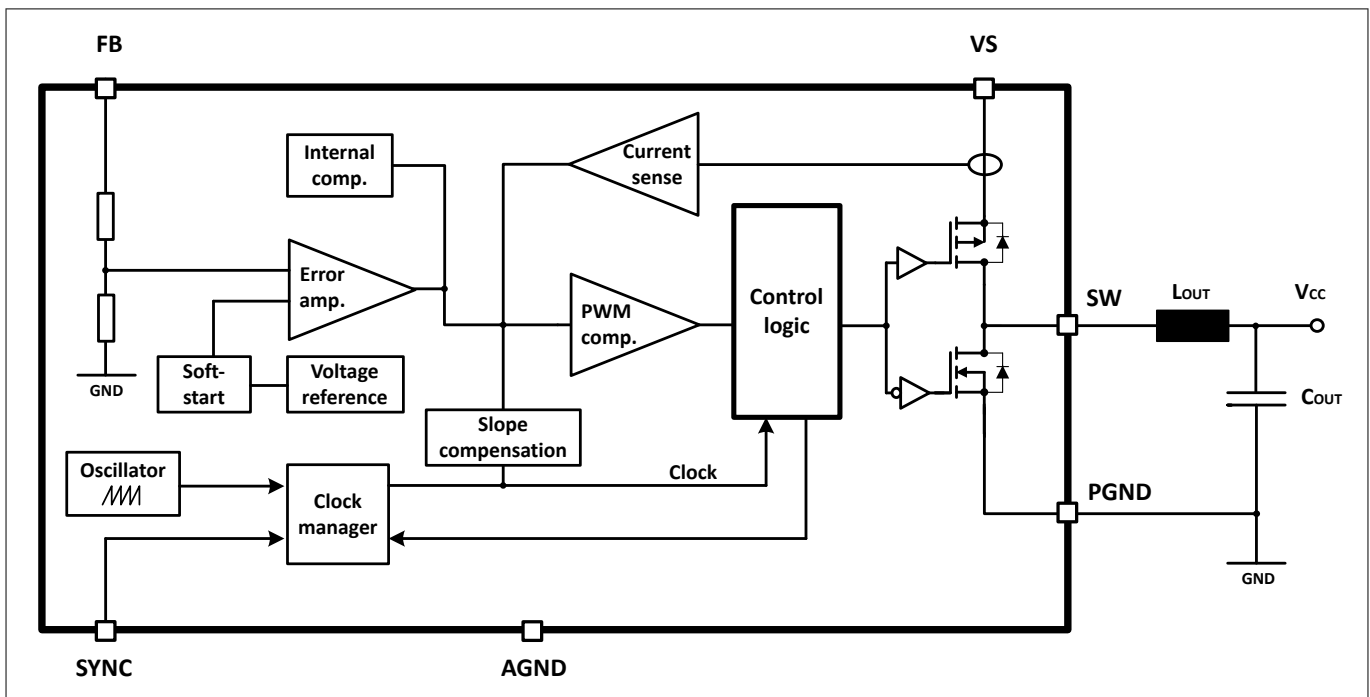 FB
VS
Internal
comp.
Current
sense
Error
amp.
PWM
comp.
Control
logic
SW
LOUT
VCC
GND
Soft-
start
Voltage
reference
COUT
Slope
compensation
Oscillator
Clock
manager
Clock
PGND
GND
SYNC
AGND